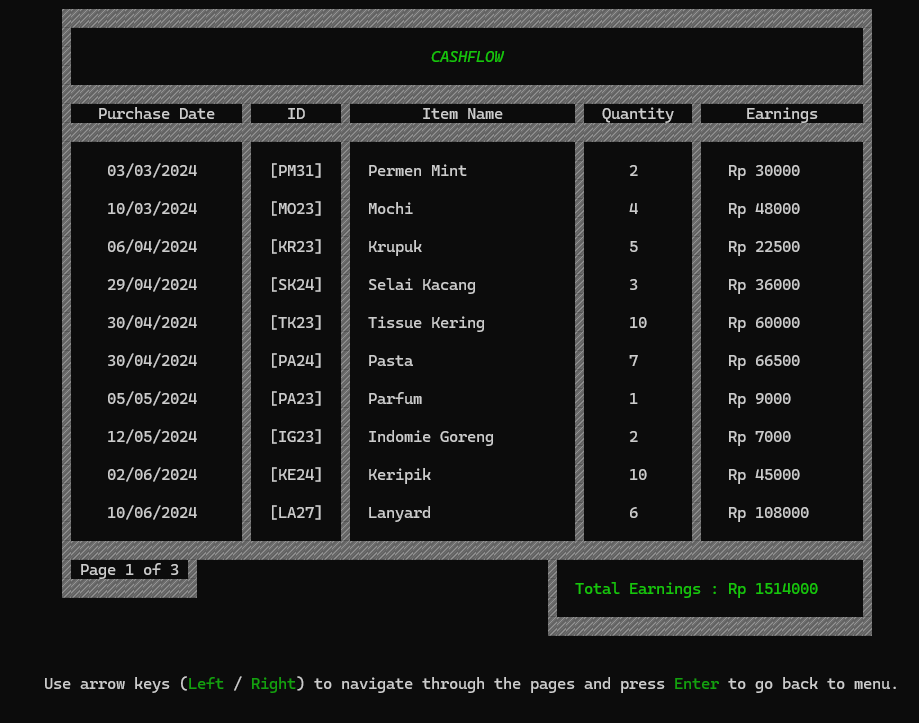 CASHFLOW
Purchase Date ID Item Name Quantity Earnings
03/03/2024 [PM31] Permen Mint 2 Rp 30000
10/03/2024 [MO23] Mochi 4 Rp 48000
06/04/2024 [KR23] Krupuk 5 Rp 22500
29/04/2024 [SK24] Selai Kacang 3 Rp 36000
30/04/2024 [TK23] Tissue Kering 10 Rp 60000
30/04/2024 [PA24] Pasta 7 Rp 66500
05/05/2024 [PA23] Parfum 1 Rp 9000
12/05/2024 [IG23] Indomie Goreng 2 Rp 7000
02/06/2024 [KE24] Keripik 10 Rp 45000
10/06/2024 [LA27] Lanyard 6 Rp 108000
Page 1 of 3
Total Earnings : Rp 1514000
Use arrow keys (Left / Right) to navigate through the pages and press Enter to go back to menu.